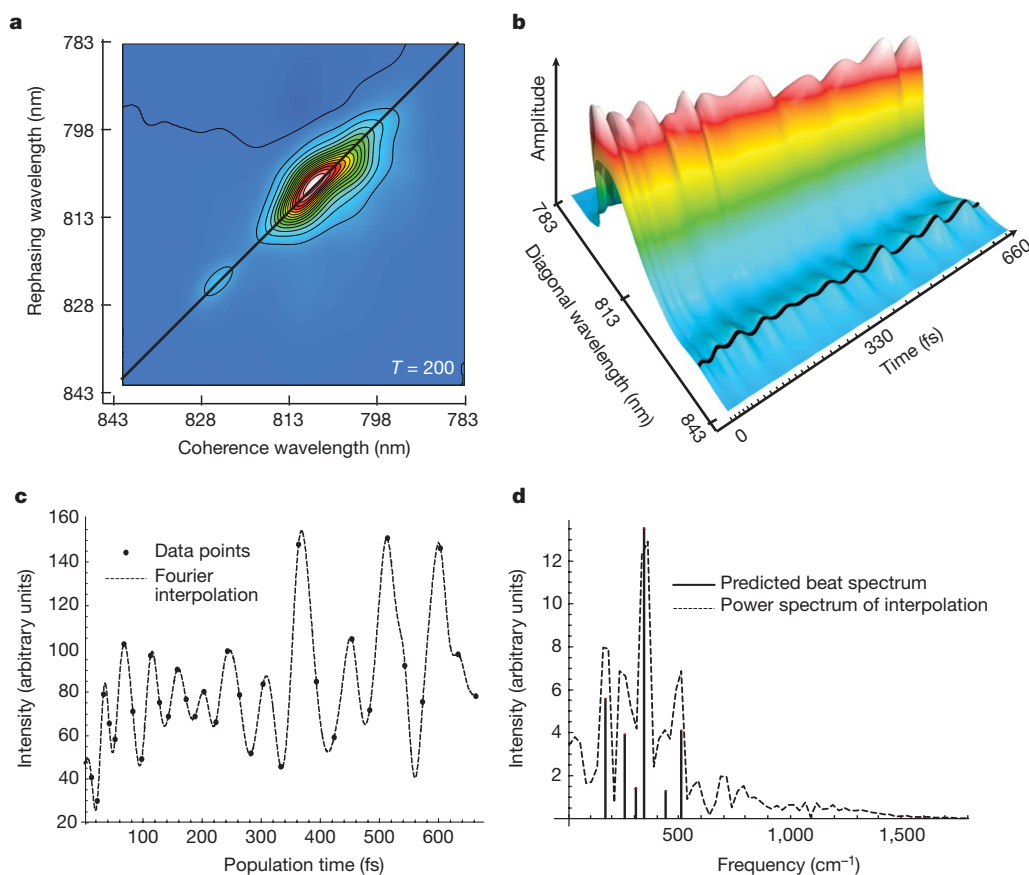 a
783
798
813
828
843
Rephasing wavelength (nm)
T = 200
843
828
813
798
783
Coherence wavelength (nm)
b
Amplitude
783
813
843
Diagonal wavelength (nm)
0
330
660
Time (fs)
c
160
140
120
100
80
60
40
20
Intensity (arbitrary units)
Data points
Fourier
interpolation
100
200
300
400
500
600
Population time (fs)
d
12
10
8
6
4
2
Intensity (arbitrary units)
Predicted beat spectrum
Power spectrum of interpolation
500
1,000
1,500
Frequency (cm⁻¹)